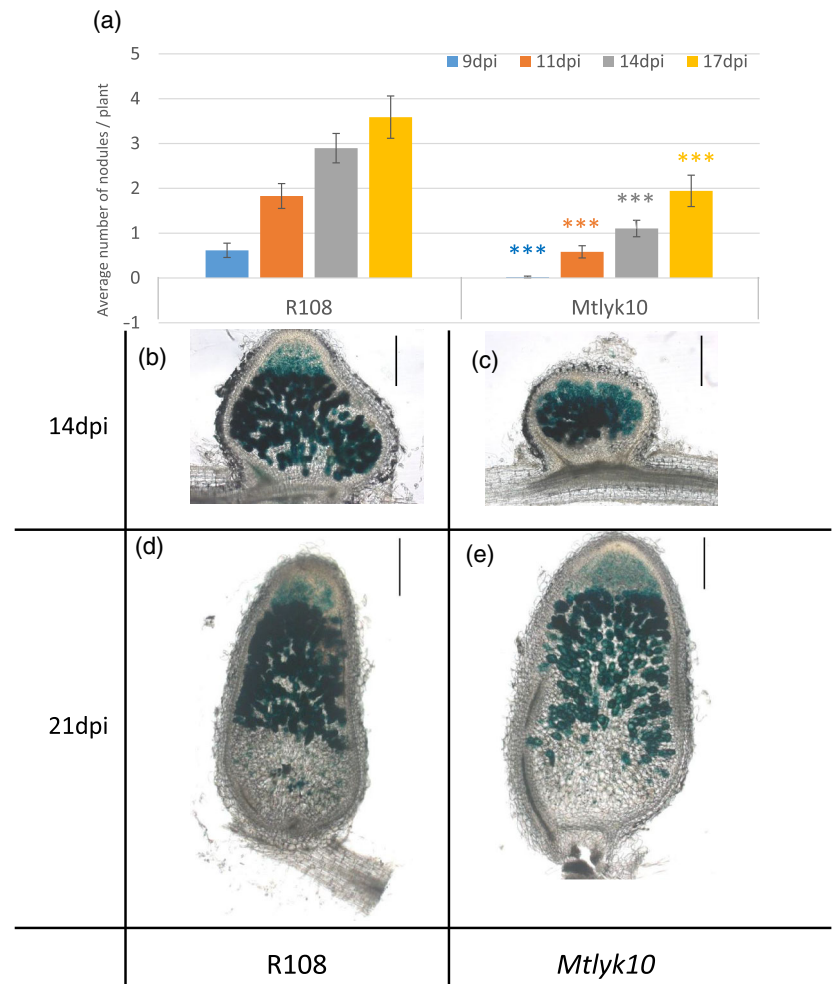 (a)
5
9dpi 11dpi 14dpi 17dpi
4
3
2
1
0
−1
Average number of nodules / plant
***
***
***
***
R108 Mtlyk10
(b) (c)
14dpi
(d) (e)
21dpi
R108 Mtlyk10